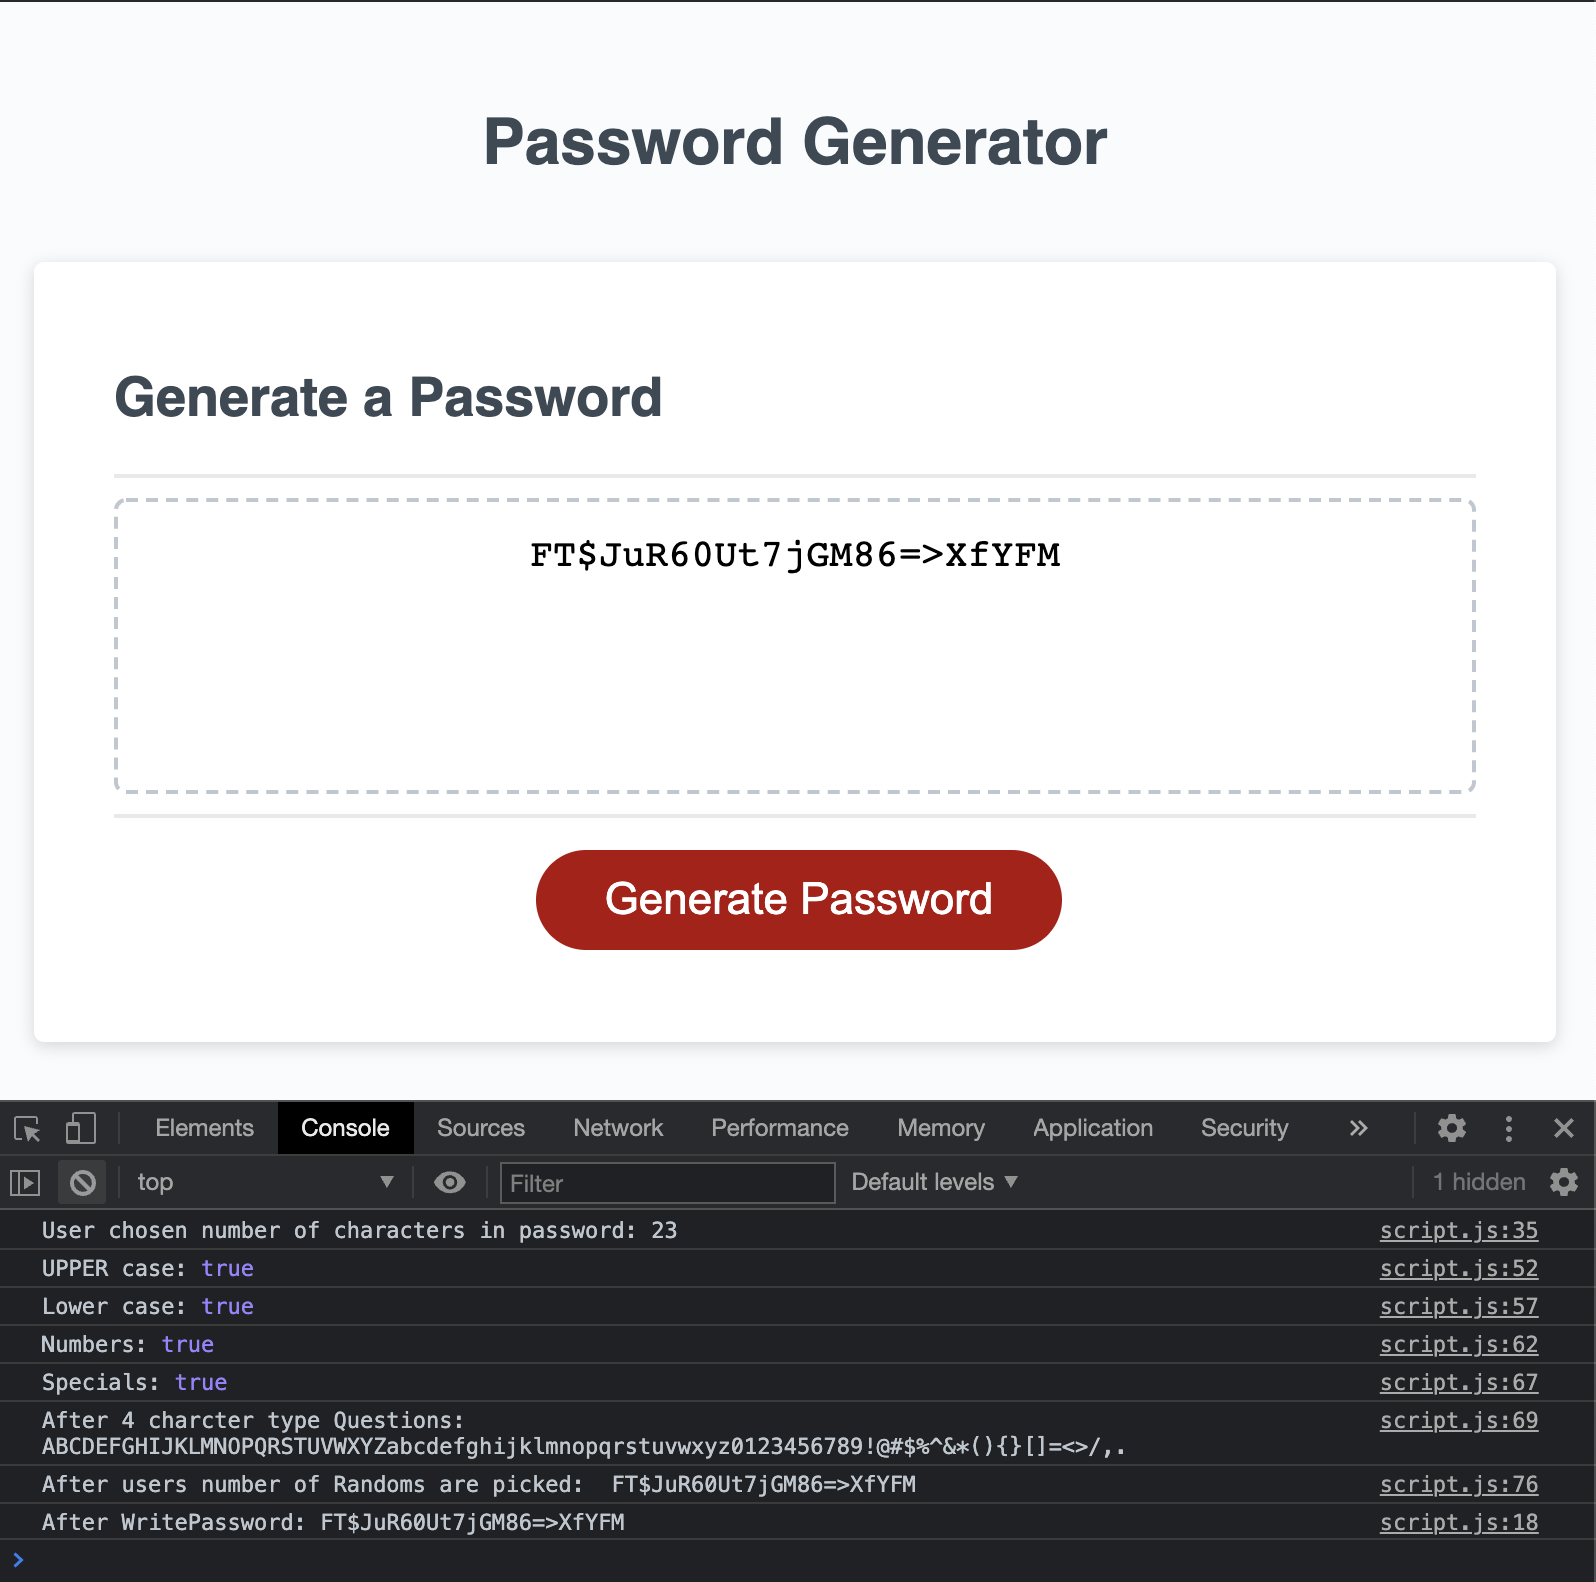 Password Generator
Generate a Password
FT$JuR60Ut7jGM86=>XfYFM
Generate Password
Elements Console Sources Network Performance Memory Application Security »
top ▼ Filter Default levels ▼ 1 hidden
User chosen number of characters in password: 23 script.js:35
UPPER case: true script.js:52
Lower case: true script.js:57
Numbers: true script.js:62
Specials: true script.js:67
After 4 charcter type Questions: script.js:69
ABCDEFGHIJKLMNOPQRSTUVWXYZabcdefghijklmnopqrstuvwxyz0123456789!@#$%^&*(){}[]=<>/,.
After users number of Randoms are picked:  FT$JuR60Ut7jGM86=>XfYFM script.js:76
After WritePassword: FT$JuR60Ut7jGM86=>XfYFM script.js:18